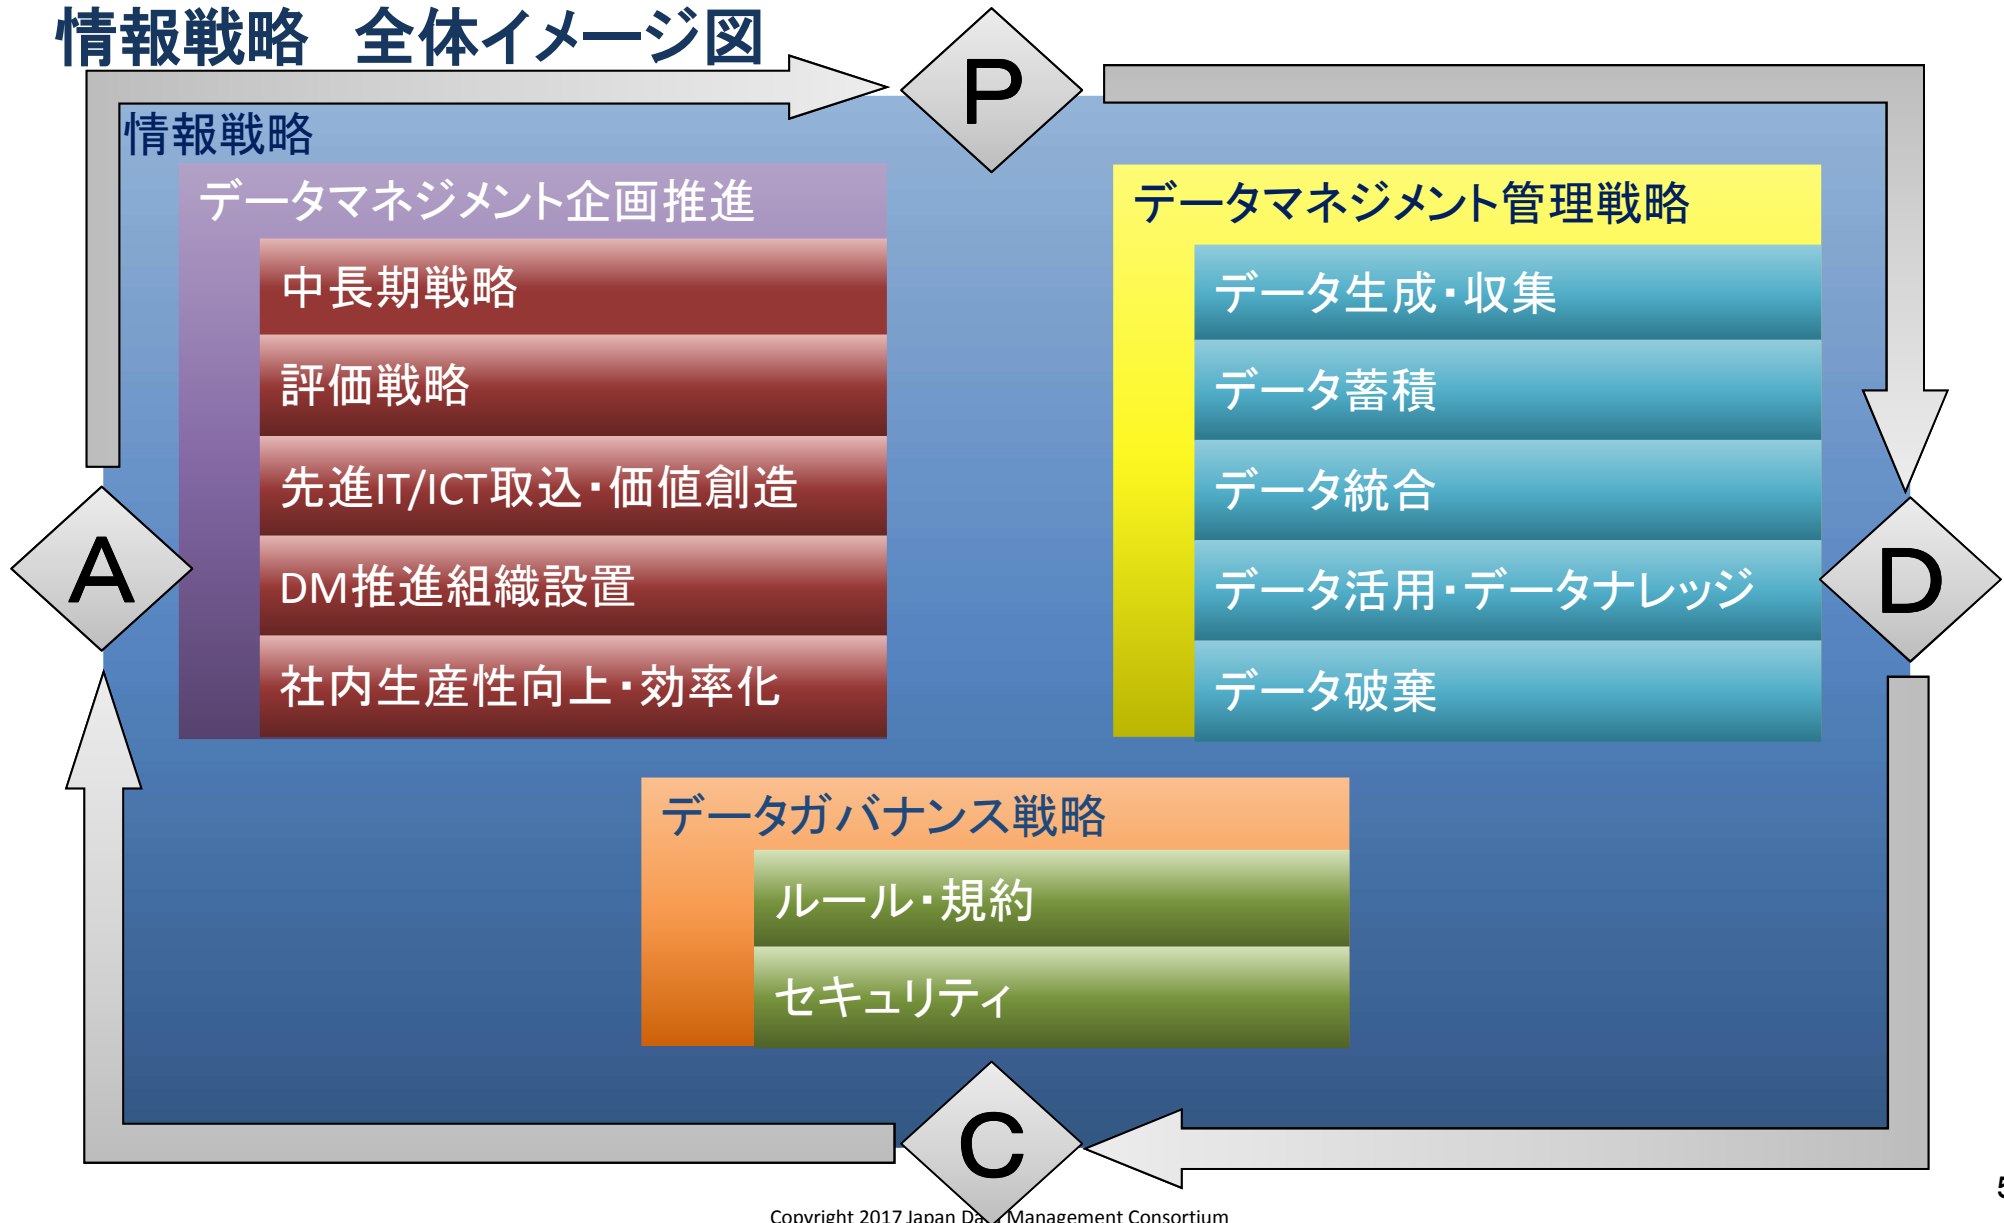 情報戦略　全体イメージ図
P
情報戦略
データマネジメント企画推進
中長期戦略
評価戦略
先進IT/ICT取込・価値創造
DM推進組織設置
社内生産性向上・効率化
データマネジメント管理戦略
データ生成・収集
データ蓄積
データ統合
データ活用・データナレッジ
データ破棄
A
D
データガバナンス戦略
ルール・規約
セキュリティ
C
5
Copyright 2017 Japan Data Management Consortium